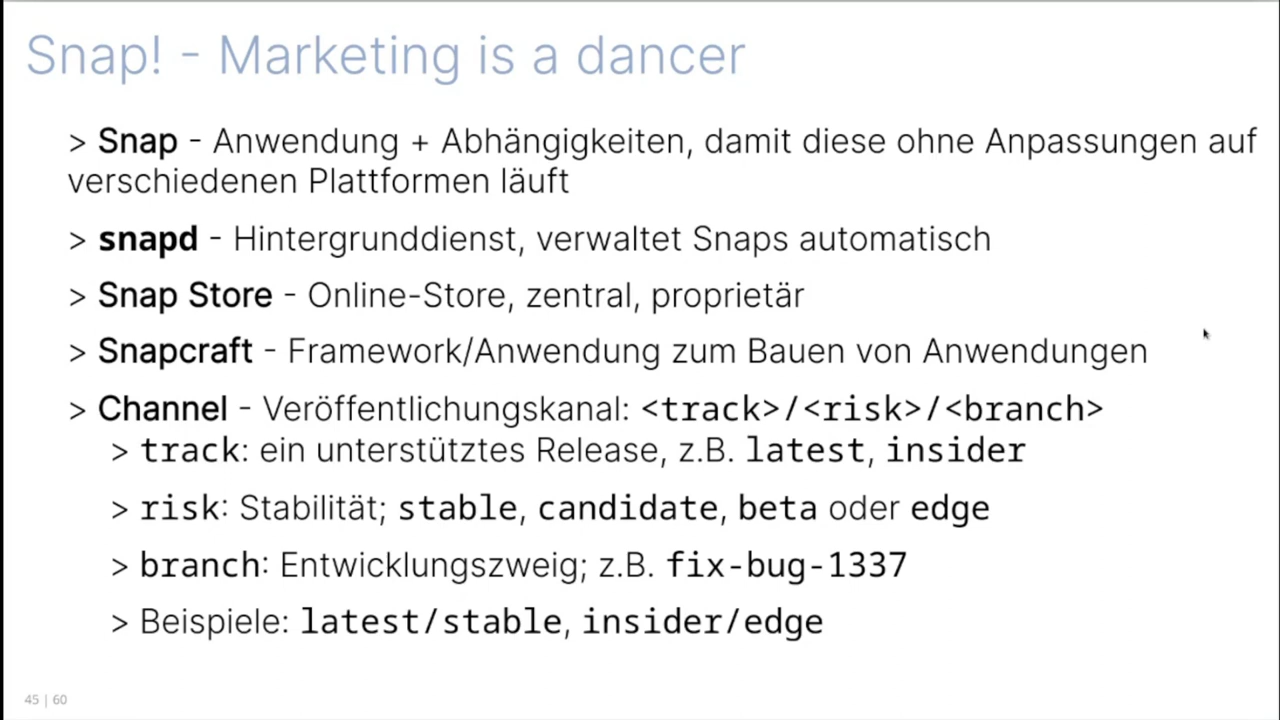 Snap! - Marketing is a dancer
> Snap - Anwendung + Abhängigkeiten, damit diese ohne Anpassungen auf
verschiedenen Plattformen läuft
> snapd - Hintergrunddienst, verwaltet Snaps automatisch
> Snap Store - Online-Store, zentral, proprietär
> Snapcraft - Framework/Anwendung zum Bauen von Anwendungen
> Channel - Veröffentlichungskanal: <track>/<risk>/<branch>
> track: ein unterstütztes Release, z.B. latest, insider
> risk: Stabilität; stable, candidate, beta oder edge
> branch: Entwicklungszweig; z.B. fix-bug-1337
> Beispiele: latest/stable, insider/edge
45 | 60